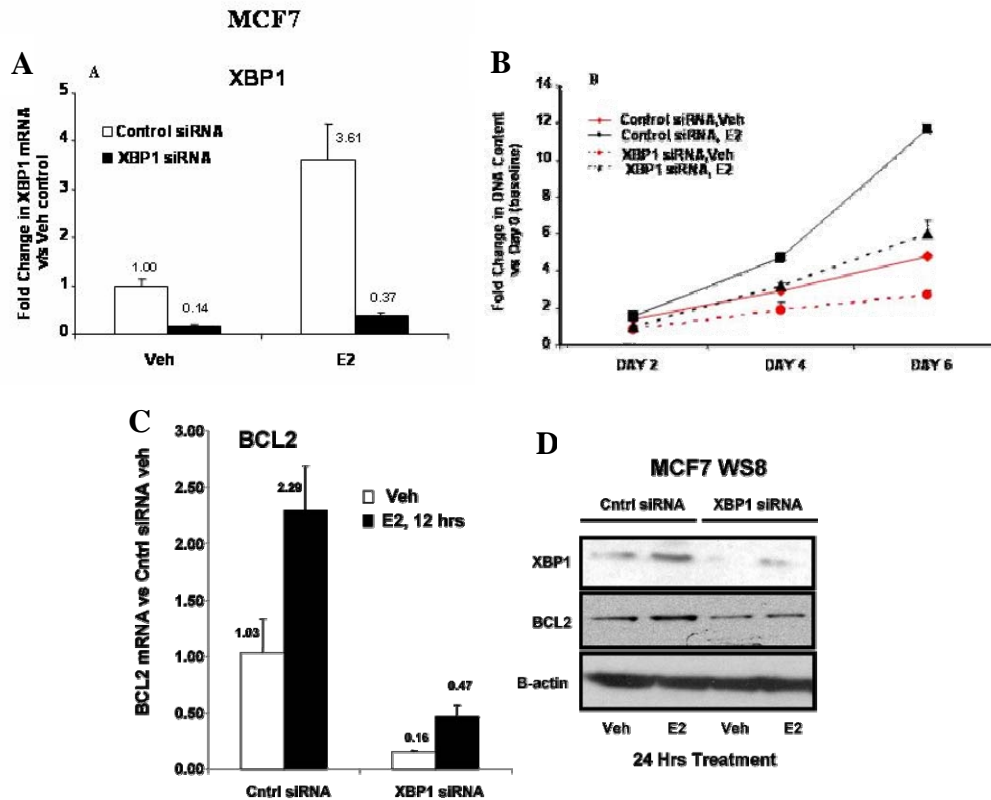 MCF7
A
A
XBP1
Fold Change in XBP1 mRNA
v/s Veh control
5
4
3
2
1
0
Control siRNA
XBP1 siRNA
1.00
0.14
3.61
0.37
Veh
E2
B
B
Fold Change in DNA Content
vs Day 0 (baseline)
14
12
10
8
6
4
2
0
Control siRNA,Veh
Control siRNA, E2
XBP1 siRNA,Veh
XBP1 siRNA, E2
DAY 2
DAY 4
DAY 6
C
BCL2
BCL2 mRNA vs Cntrl siRNA veh
3.00
2.50
2.00
1.50
1.00
0.50
0.00
Veh
E2, 12 hrs
1.03
2.29
0.16
0.47
Cntrl siRNA
XBP1 siRNA
D
MCF7 WS8
Cntrl siRNA
XBP1 siRNA
XBP1
BCL2
B-actin
Veh
E2
Veh
E2
24 Hrs Treatment